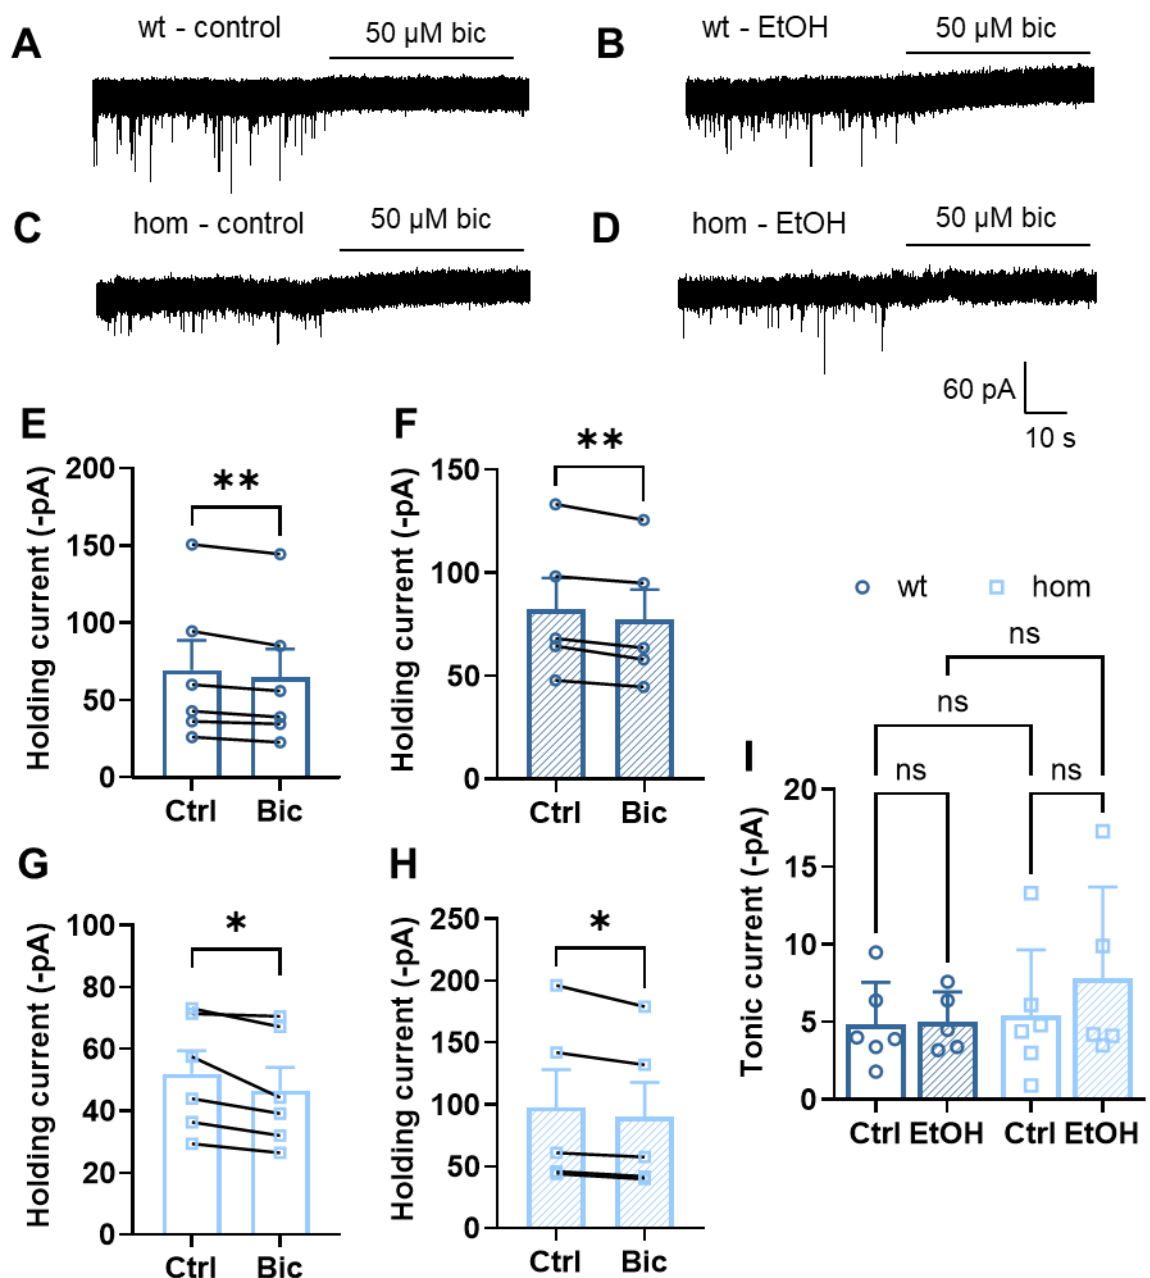 A wt - control 50 µM bic
B wt - EtOH 50 µM bic
C hom - control 50 µM bic
D hom - EtOH 50 µM bic
60 pA
10 s
E
Holding current (-pA)
200
150
100
50
0
**
Ctrl Bic
F
Holding current (-pA)
150
100
50
0
**
Ctrl Bic
G
Holding current (-pA)
100
80
60
40
20
0
*
Ctrl Bic
H
Holding current (-pA)
250
200
150
100
50
0
*
Ctrl Bic
wt hom
I
Tonic current (-pA)
20
15
10
5
0
ns
ns
ns ns
Ctrl EtOH Ctrl EtOH